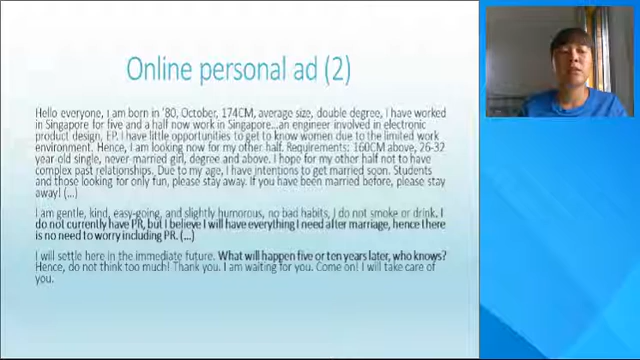 Online personal ad (2)
Hello everyone, I am born in '80, October, 174CM, average size, double degree, I have worked
in Singapore for five and a half now work in Singapore...an engineer involved in electronic
product design, EP. I have little opportunities to get to know women due to the limited work
environment. Hence, I am looking now for my other half. Requirements: 160CM above, 26-32
year-old single, never-married girl, degree and above. I hope for my other half not to have
complex past relationships. Due to my age, I have intentions to get married soon. Students
and those looking for only fun, please stay away. If you have been married before, please stay
away! (...)
I am gentle, kind, easy-going, and slightly humorous, no bad habits, I do not smoke or drink. I
do not currently have PR, but I believe I will have everything I need after marriage, hence there
is no need to worry including PR. (...)
I will settle here in the immediate future. What will happen five or ten years later, who knows?
Hence, do not think too much! Thank you. I am waiting for you. Come on! I will take care of
you.